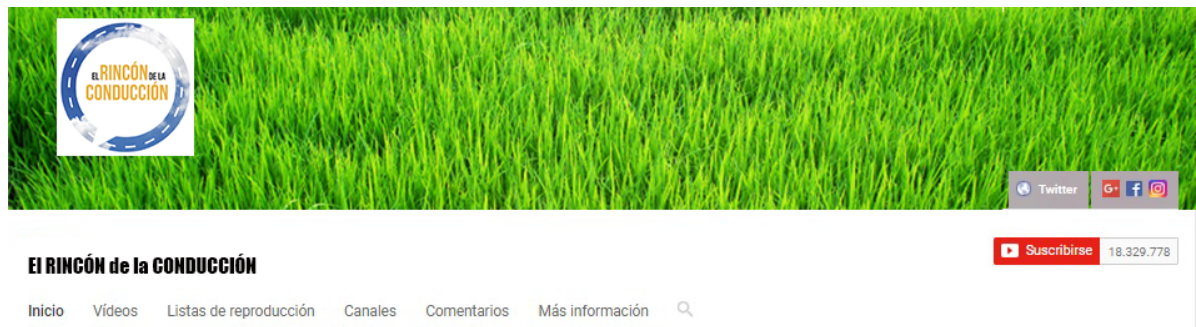 EL RINCÓN DE LA
CONDUCCIÓN
Twitter
Suscribirse 18.329.778
El RINCÓN de la CONDUCCIÓN
Inicio Vídeos Listas de reproducción Canales Comentarios Más información